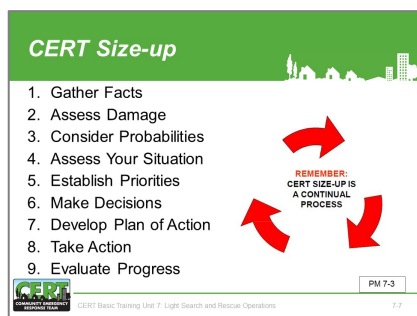 CERT Size-up
1. Gather Facts
2. Assess Damage
3. Consider Probabilities
4. Assess Your Situation
5. Establish Priorities
6. Make Decisions
7. Develop Plan of Action
8. Take Action
9. Evaluate Progress
REMEMBER:
CERT SIZE-UP IS
A CONTINUAL
PROCESS
PM 7-3
CERT
COMMUNITY EMERGENCY
RESPONSE TEAM
CERT Basic Training Unit 7: Light Search and Rescue Operations
7-7